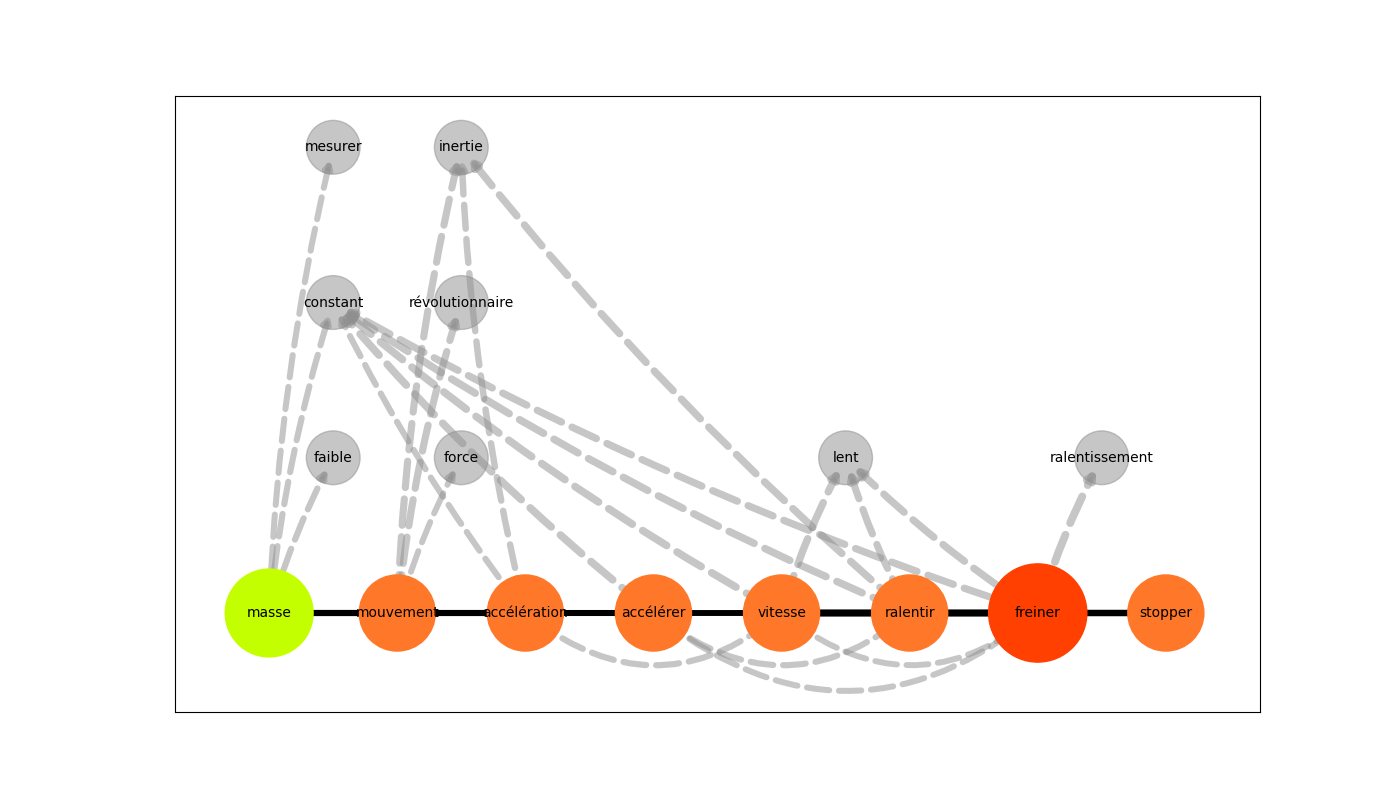 mesurer
inertie
constant
révolutionnaire
faible
force
lent
ralentissement
masse
mouvement
accélération
accélérer
vitesse
ralentir
freiner
stopper